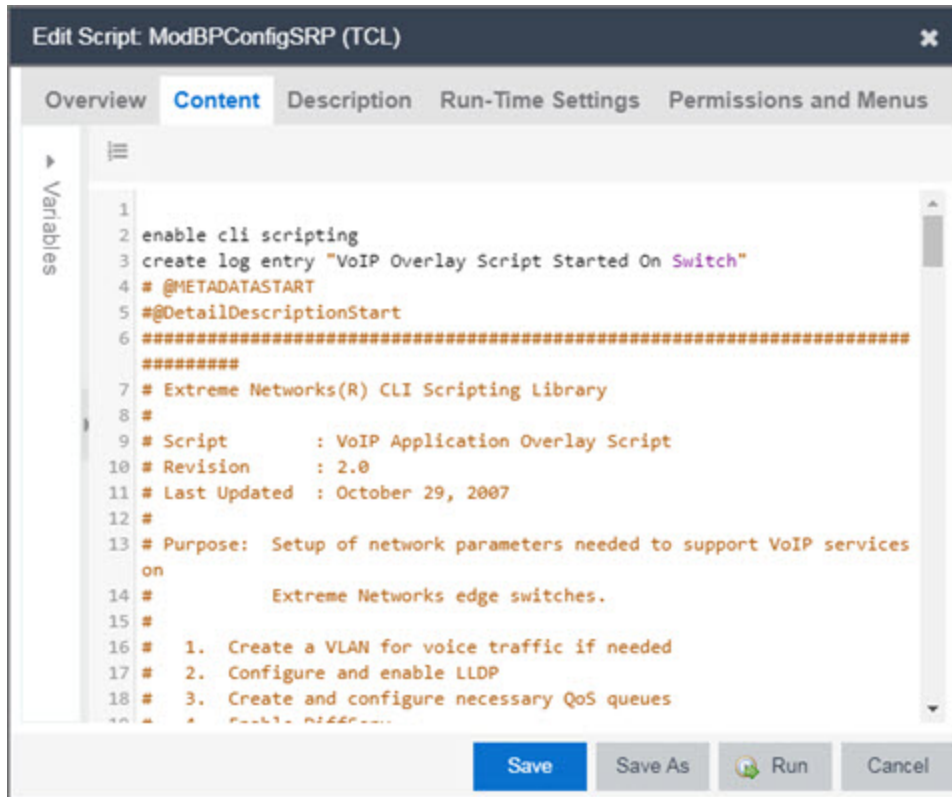 Edit Script: ModBPConfigSRP (TCL)
Overview Content Description Run-Time Settings Permissions and Menus
Variables
1
2 enable cli scripting
3 create log entry "VoIP Overlay Script Started On Switch"
4 # @METADATASTART
5 #@DetailDescriptionStart
6 ########################################################################
#########
7 # Extreme Networks(R) CLI Scripting Library
8 #
9 # Script : VoIP Application Overlay Script
10 # Revision : 2.0
11 # Last Updated : October 29, 2007
12 #
13 # Purpose: Setup of network parameters needed to support VoIP services
on
14 # Extreme Networks edge switches.
15 #
16 # 1. Create a VLAN for voice traffic if needed
17 # 2. Configure and enable LLDP
18 # 3. Create and configure necessary QoS queues
19 # 4. Enable DiffServ
Save Save As Run Cancel